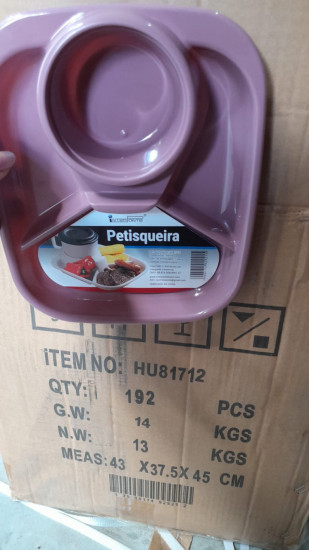 Petisqueira
iTEM NO: HU81712
QTY: 192 PCS
G.W: 14 KGS
N.W: 13 KGS
MEAS: 43 X37.5X 45 CM